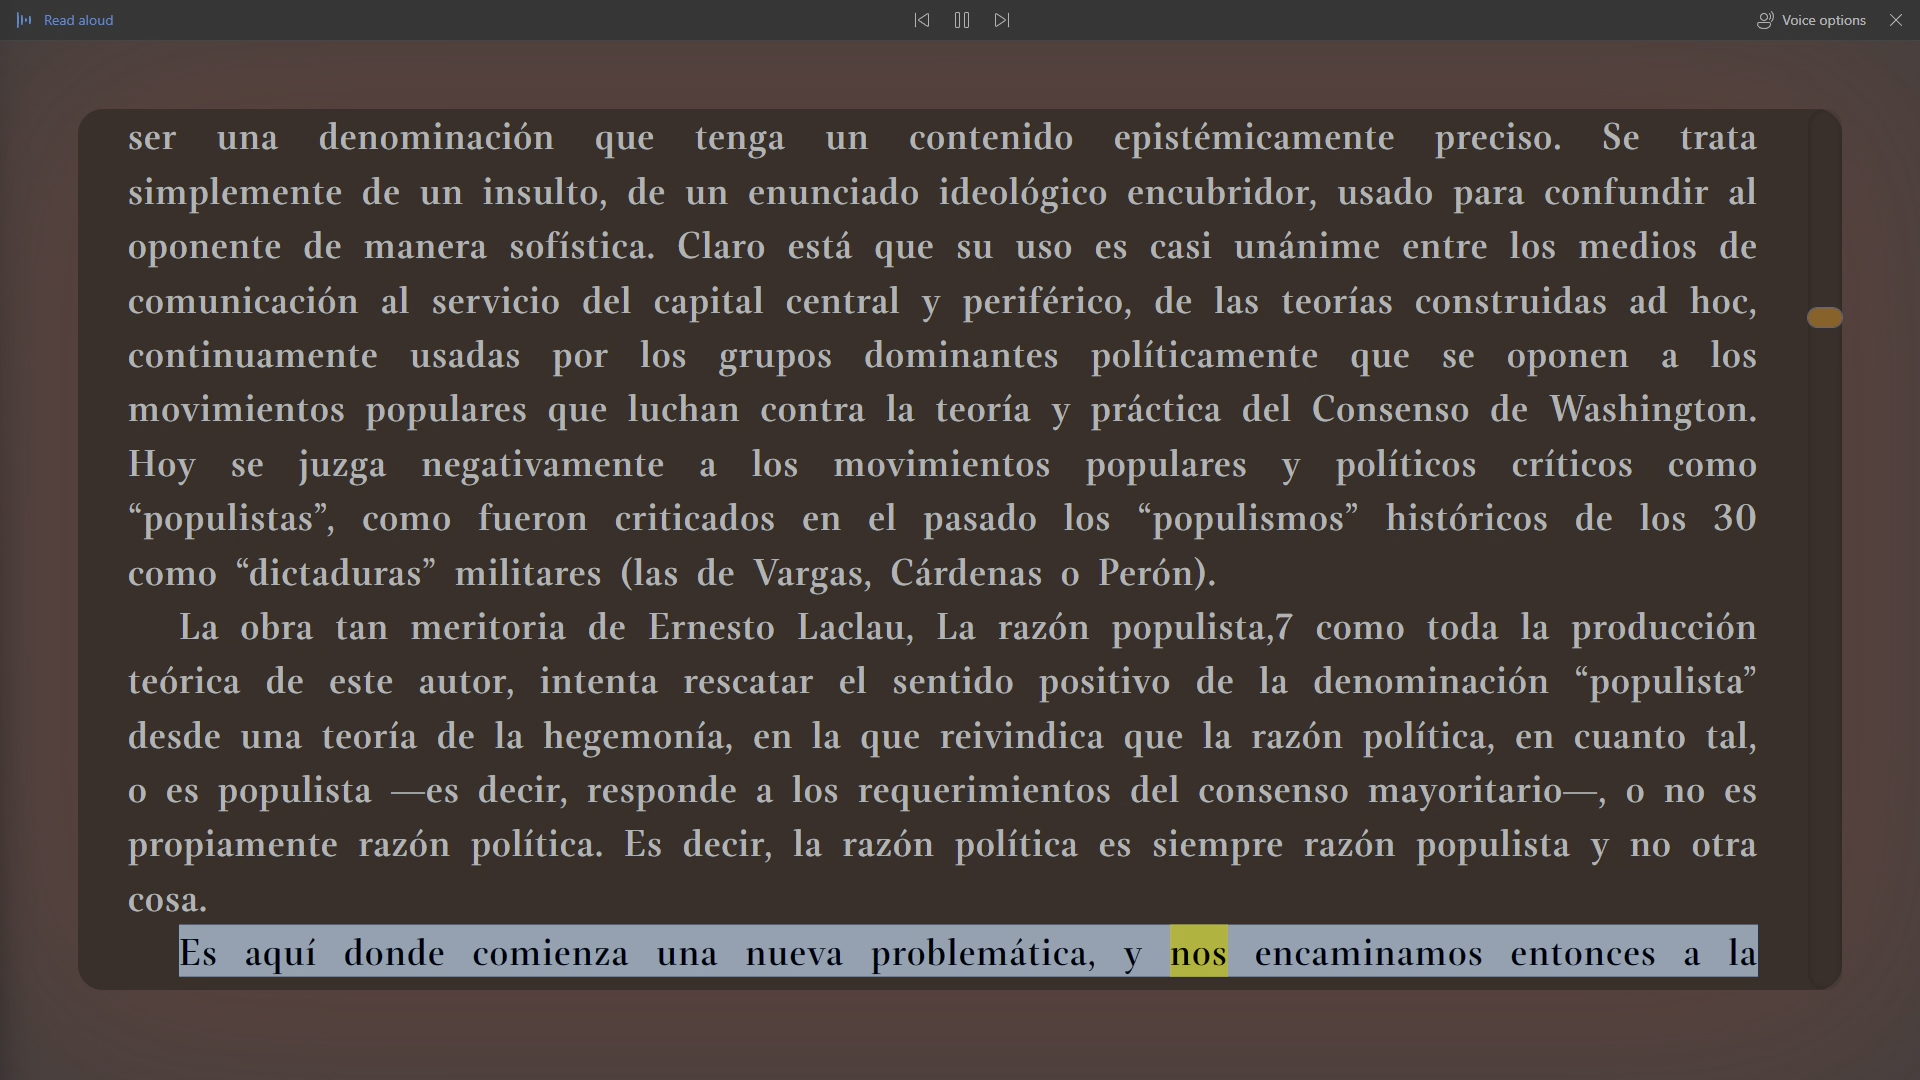 Read aloud
Voice options
ser una denominación que tenga un contenido epistémicamente preciso. Se trata
simplemente de un insulto, de un enunciado ideológico encubridor, usado para confundir al
oponente de manera sofística. Claro está que su uso es casi unánime entre los medios de
comunicación al servicio del capital central y periférico, de las teorías construidas ad hoc,
continuamente usadas por los grupos dominantes políticamente que se oponen a los
movimientos populares que luchan contra la teoría y práctica del Consenso de Washington.
Hoy se juzga negativamente a los movimientos populares y políticos críticos como
“populistas”, como fueron criticados en el pasado los “populismos” históricos de los 30
como “dictaduras” militares (las de Vargas, Cárdenas o Perón).
La obra tan meritoria de Ernesto Laclau, La razón populista,7 como toda la producción
teórica de este autor, intenta rescatar el sentido positivo de la denominación “populista”
desde una teoría de la hegemonía, en la que reivindica que la razón política, en cuanto tal,
o es populista —es decir, responde a los requerimientos del consenso mayoritario—, o no es
propiamente razón política. Es decir, la razón política es siempre razón populista y no otra
cosa.
Es aquí donde comienza una nueva problemática, y nos encaminamos entonces a la